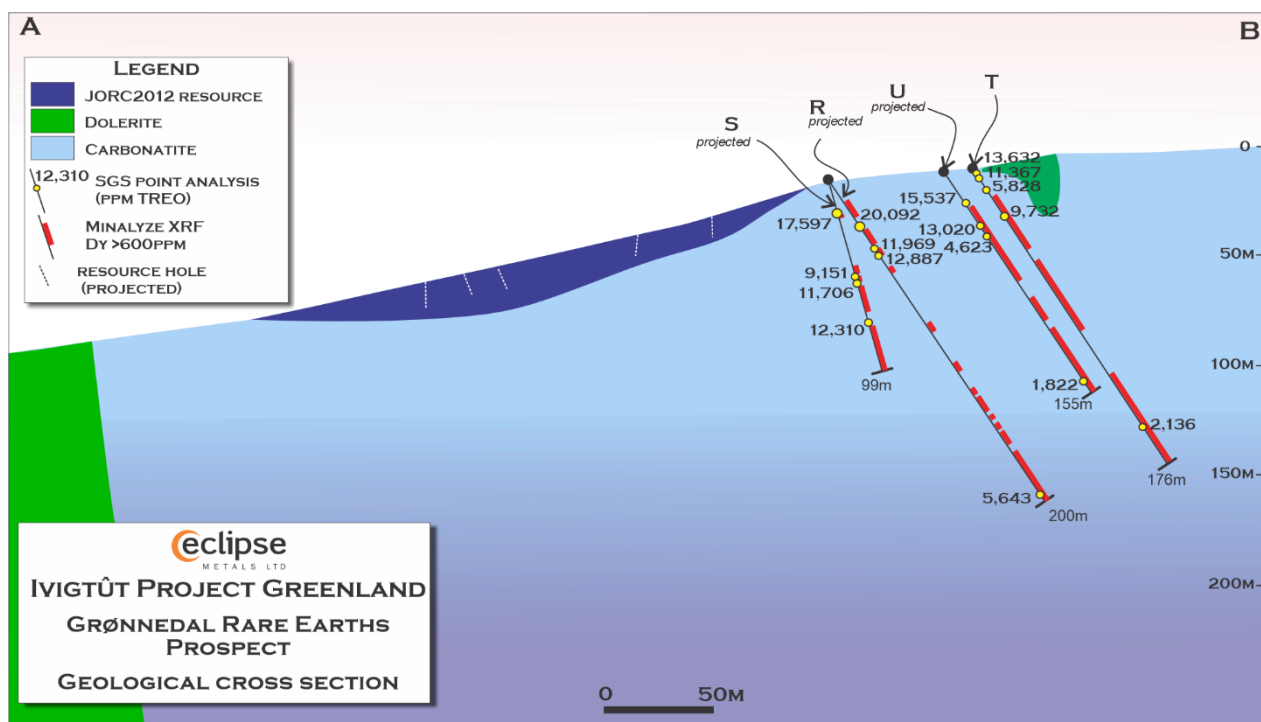 A
B
LEGEND
JORC2012 RESOURCE
DOLERITE
CARBONATITE
12,310
SGS POINT ANALYSIS
(PPM TREO)
MINALYZE XRF
DY >600PPM
RESOURCE HOLE
(PROJECTED)
S
projected
R
projected
U
projected
T
13,632
11,367
5,828
9,732
15,537
13,020
4,623
17,597
20,092
11,969
12,887
9,151
11,706
12,310
99m
1,822
155m
2,136
176m
5,643
200m
0
50M
100M
150M
200M
eclipse
METALS LTD
IVIGTÛT PROJECT GREENLAND
GRØNNEDAL RARE EARTHS
PROSPECT
GEOLOGICAL CROSS SECTION
0 50M